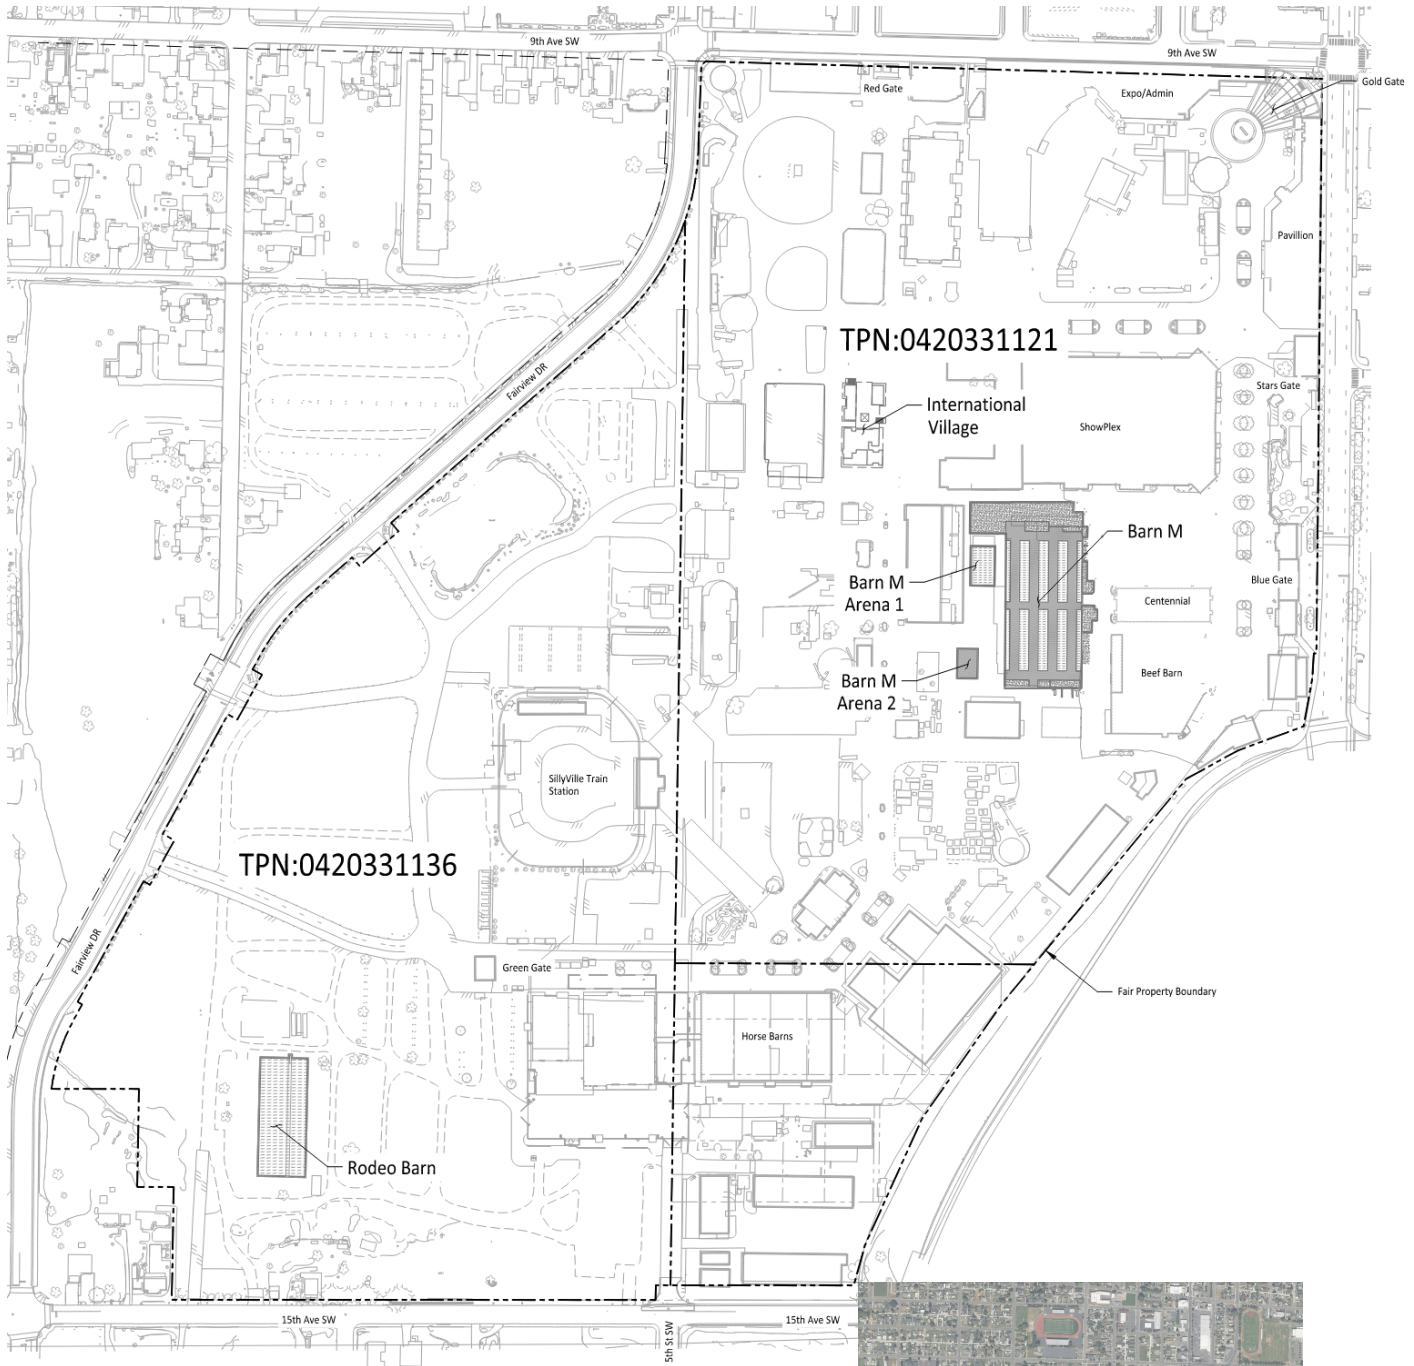 9th Ave SW
9th Ave SW
Gold Gate
Red Gate
Expo/Admin
Pavillion
TPN:0420331121
Fairview DR
Stars Gate
International
Village
ShowPlex
Barn M
Barn M
Arena 1
Blue Gate
Centennial
Barn M
Arena 2
Beef Barn
SillyVille Train
Station
TPN:0420331136
Fairview DR
Green Gate
Fair Property Boundary
Horse Barns
Rodeo Barn
15th Ave SW
5th St SW
15th Ave SW